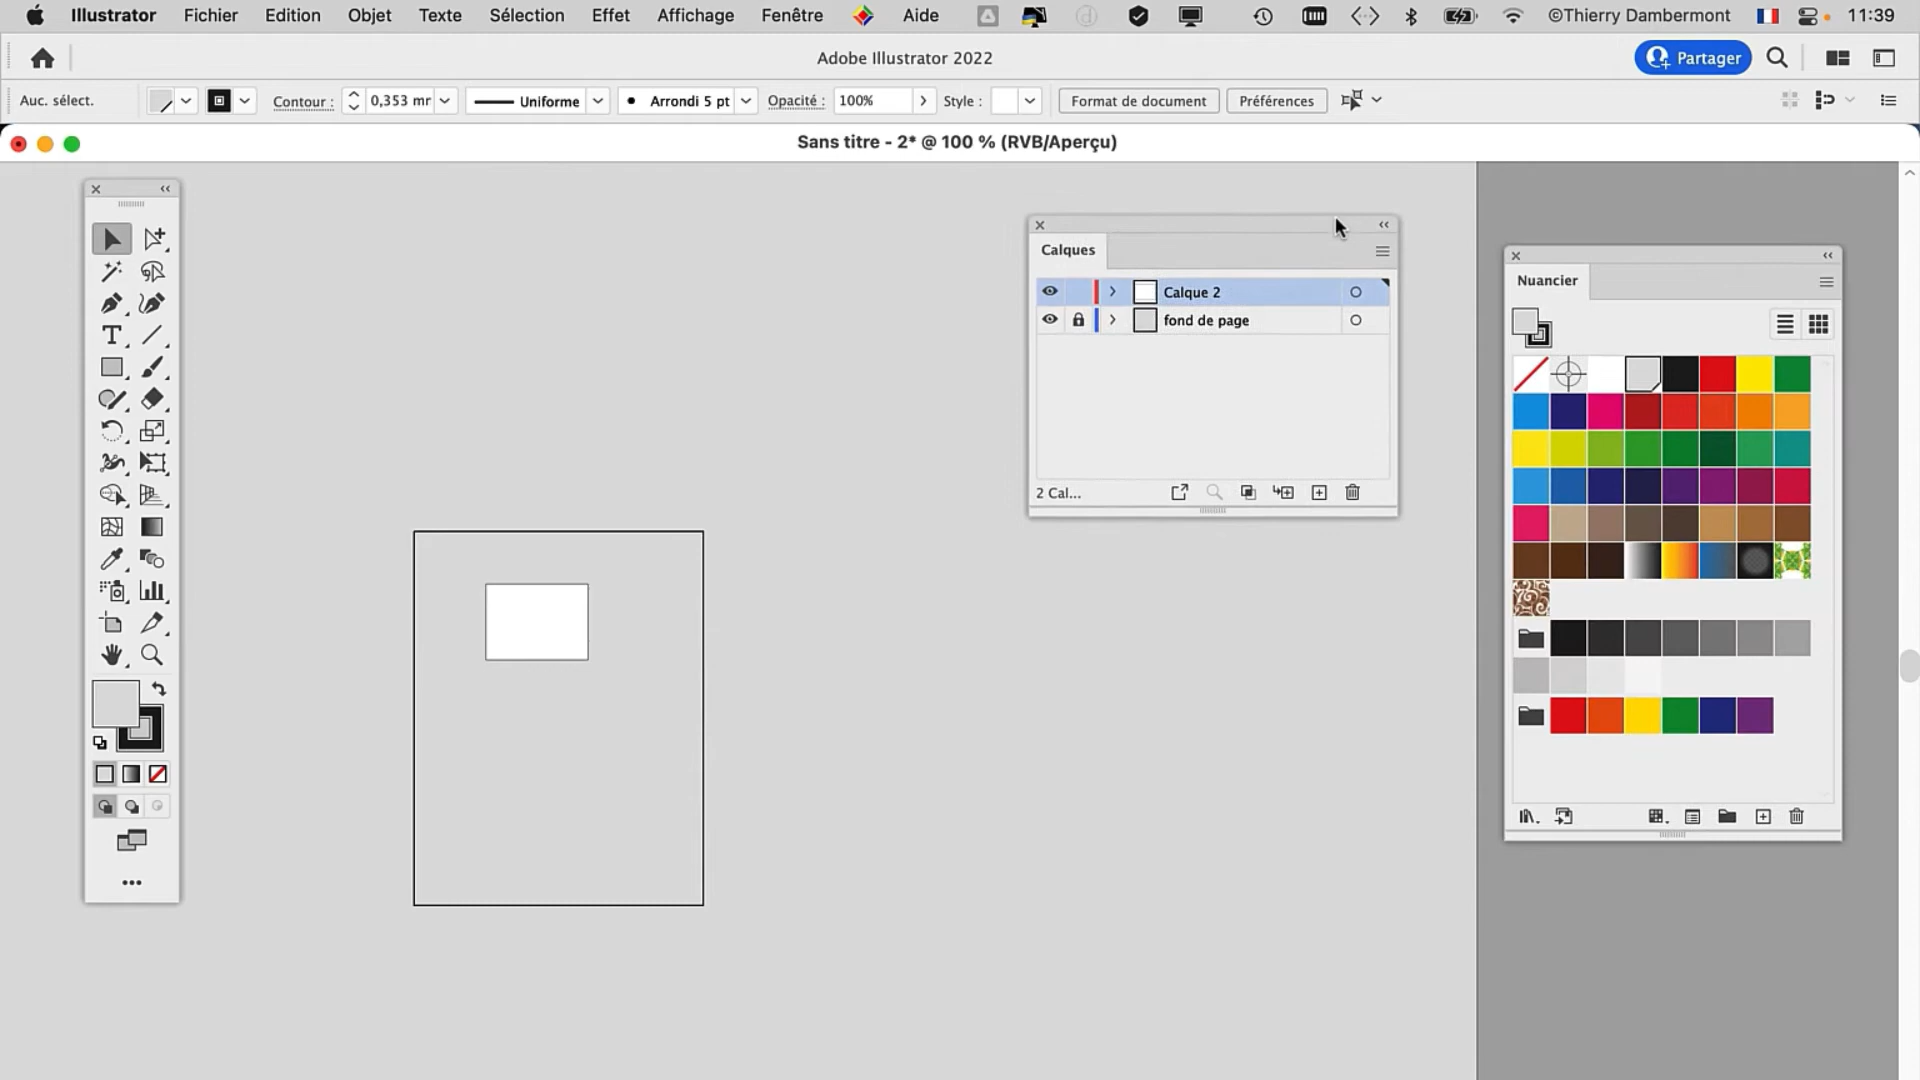 Illustrator Fichier Edition Objet Texte Sélection Effet Affichage Fenêtre Aide ©Thierry Dambermont 11:39
Adobe Illustrator 2022
Partager
Auc. sélect. Contour : 0,353 mr Uniforme Arrondi 5 pt Opacité : 100% Style : Format de document Préférences
Sans titre - 2* @ 100 % (RVB/Aperçu)
Calques
Calque 2
fond de page
2 Cal...
Nuancier